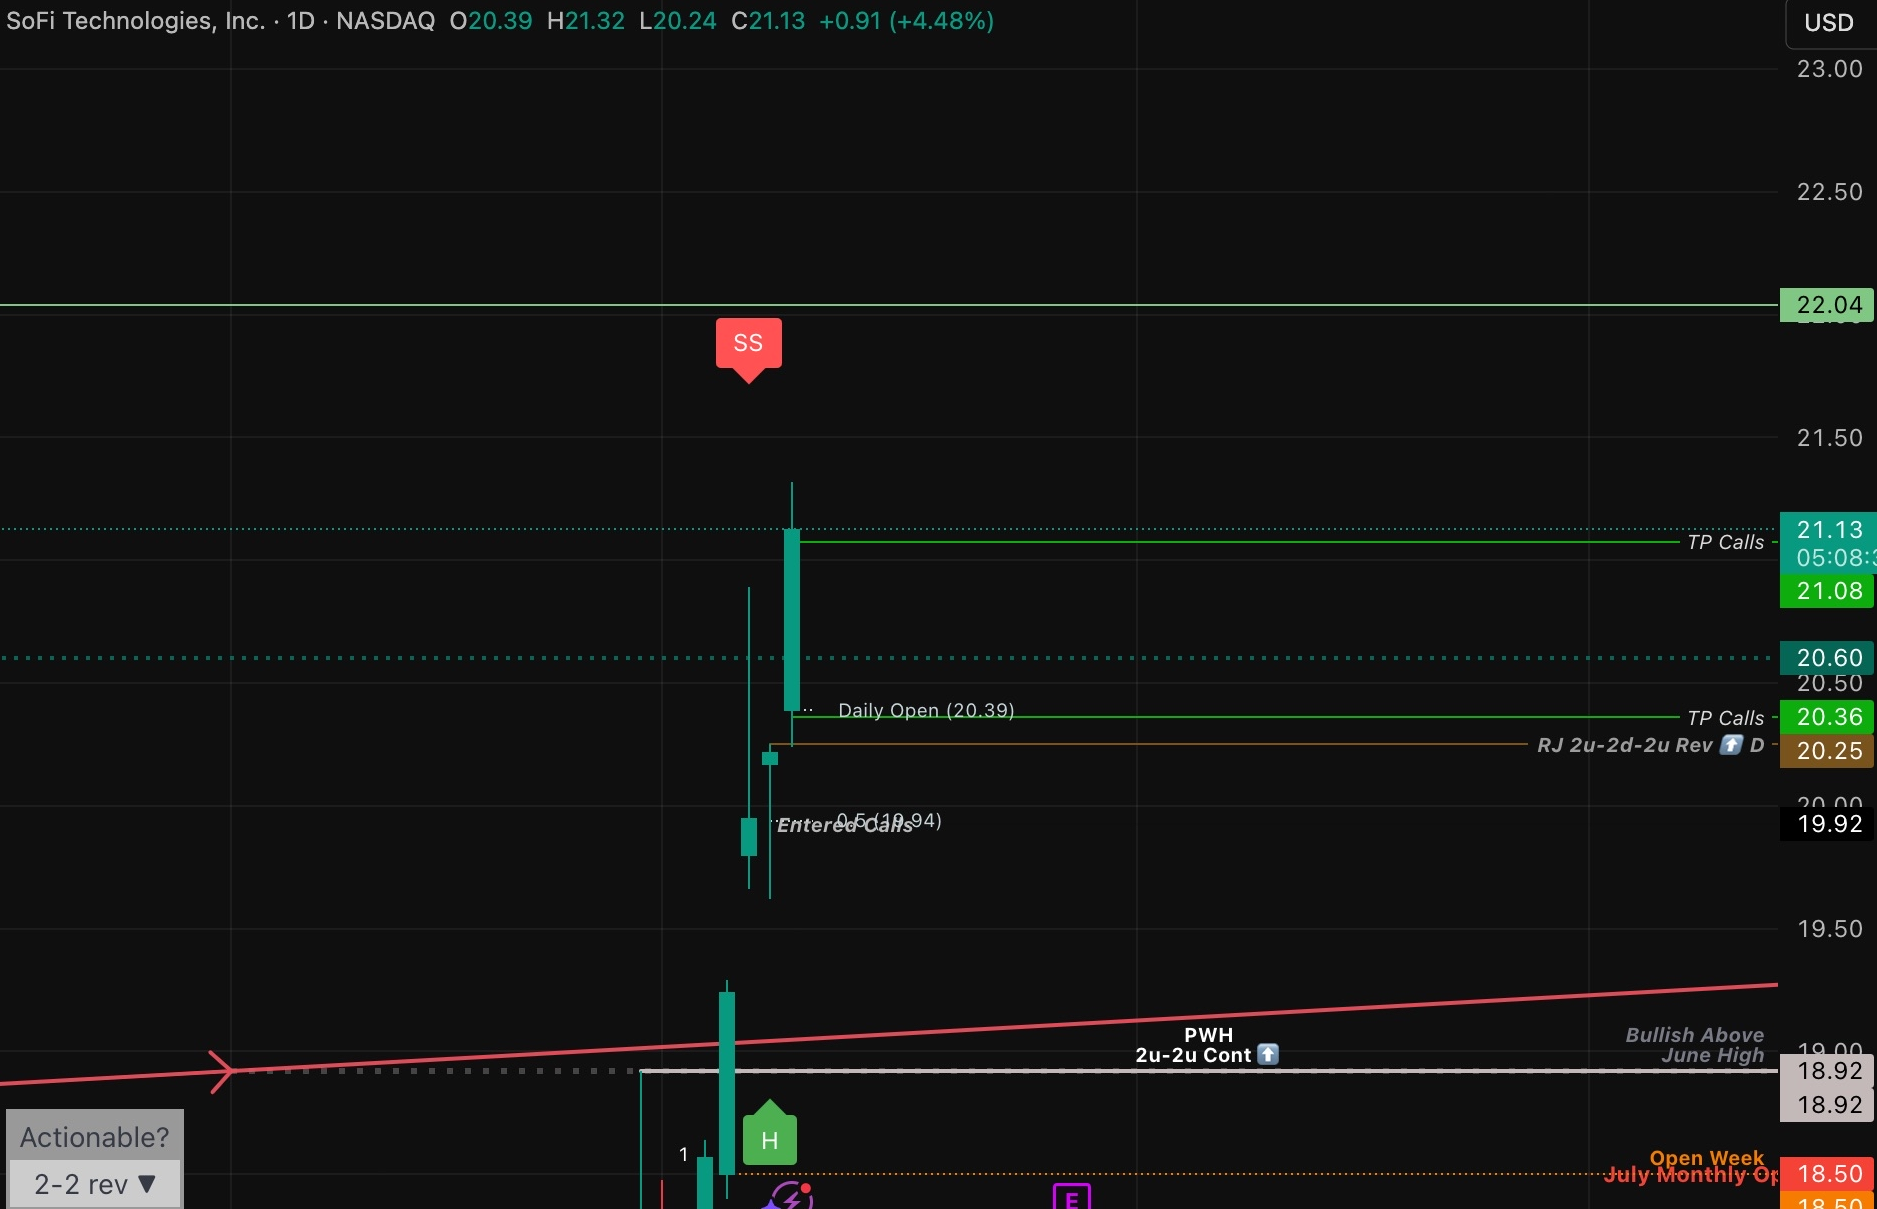 SoFi Technologies, Inc. · 1D · NASDAQ O20.39 H21.32 L20.24 C21.13 +0.91 (+4.48%)
USD
23.00
22.50
22.04
SS
21.50
21.13
TP Calls
05:08:
21.08
20.60
20.50
Daily Open (20.39)
TP Calls
20.36
RJ 2u-2d-2u Rev ⬆ D
20.25
20.00
0.5 (19.94)
Entered Calls
19.92
19.50
PWH
2u-2u Cont ⬆
Bullish Above
June High
19.00
18.92
18.92
Actionable?
2-2 rev ▼
1
H
Open Week
July Monthly Op
18.50
18.50
E